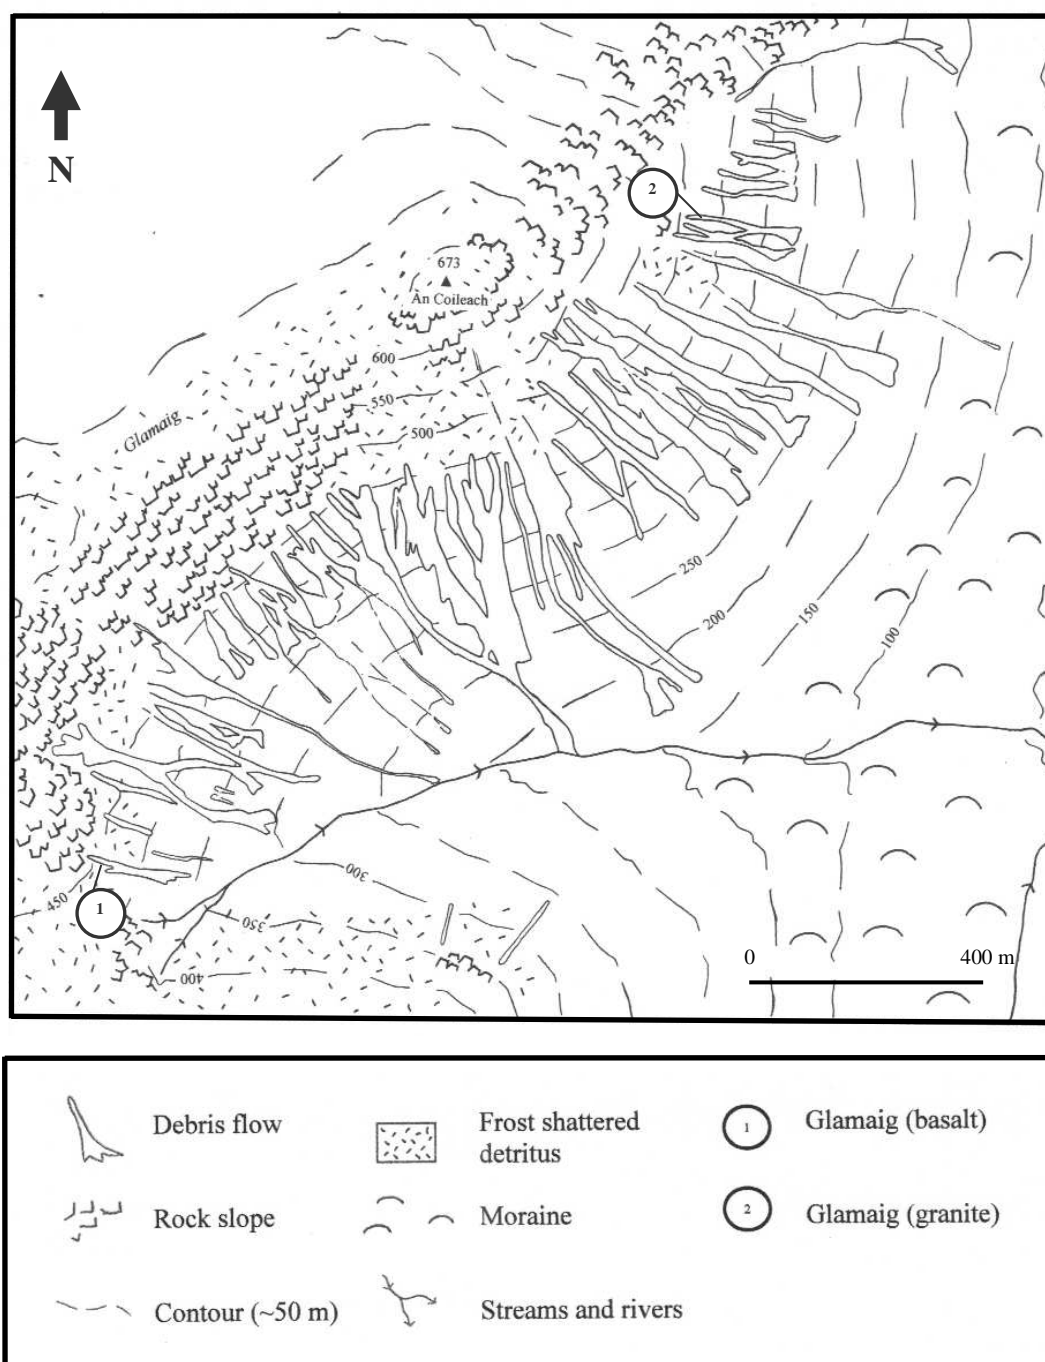 N
2
673
An Coileach
600
550
500
Glamaig
250
200
150
100
300
450
1
350
400
0 400 m
Debris flow
Frost shattered
detritus
1
Glamaig (basalt)
Rock slope
Moraine
2
Glamaig (granite)
Contour (~50 m)
Streams and rivers